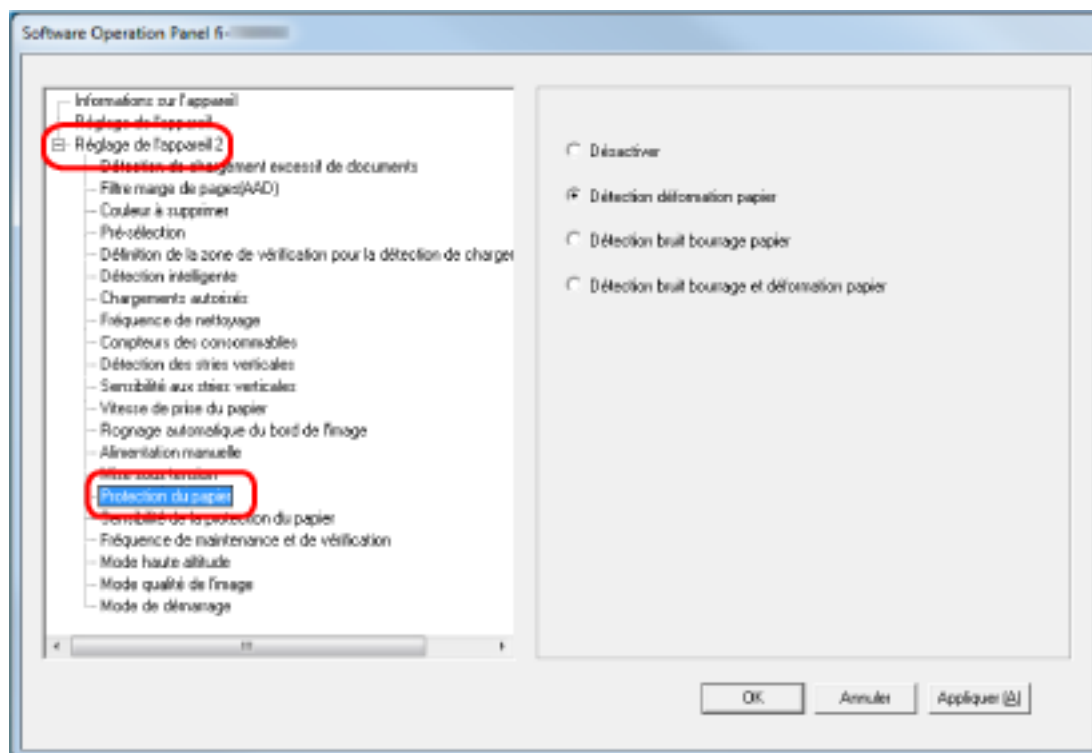 Software Operation Panel fi-
Informations sur l'appareil
Réglage de l'appareil
Réglage de l'appareil 2
Détection de chargement excessif de documents
Filtre marge de pages(AAD)
Couleur à supprimer
Pré-sélection
Définition de la zone de vérification pour la détection de charge
Détection intelligente
Chargements autorisés
Fréquence de nettoyage
Compteurs des consommables
Détection des stries verticales
Sensibilité aux stries verticales
Vitesse de prise du papier
Rognage automatique du bord de l'image
Alimentation manuelle
Mise sous tension
Protection du papier
Sensibilité de la protection du papier
Fréquence de maintenance et de vérification
Mode haute altitude
Mode qualité de l'image
Mode de démarrage
Désactiver
Détection déformation papier
Détection bruit bourrage papier
Détection bruit bourrage et déformation papier
OK
Annuler
Appliquer (A)